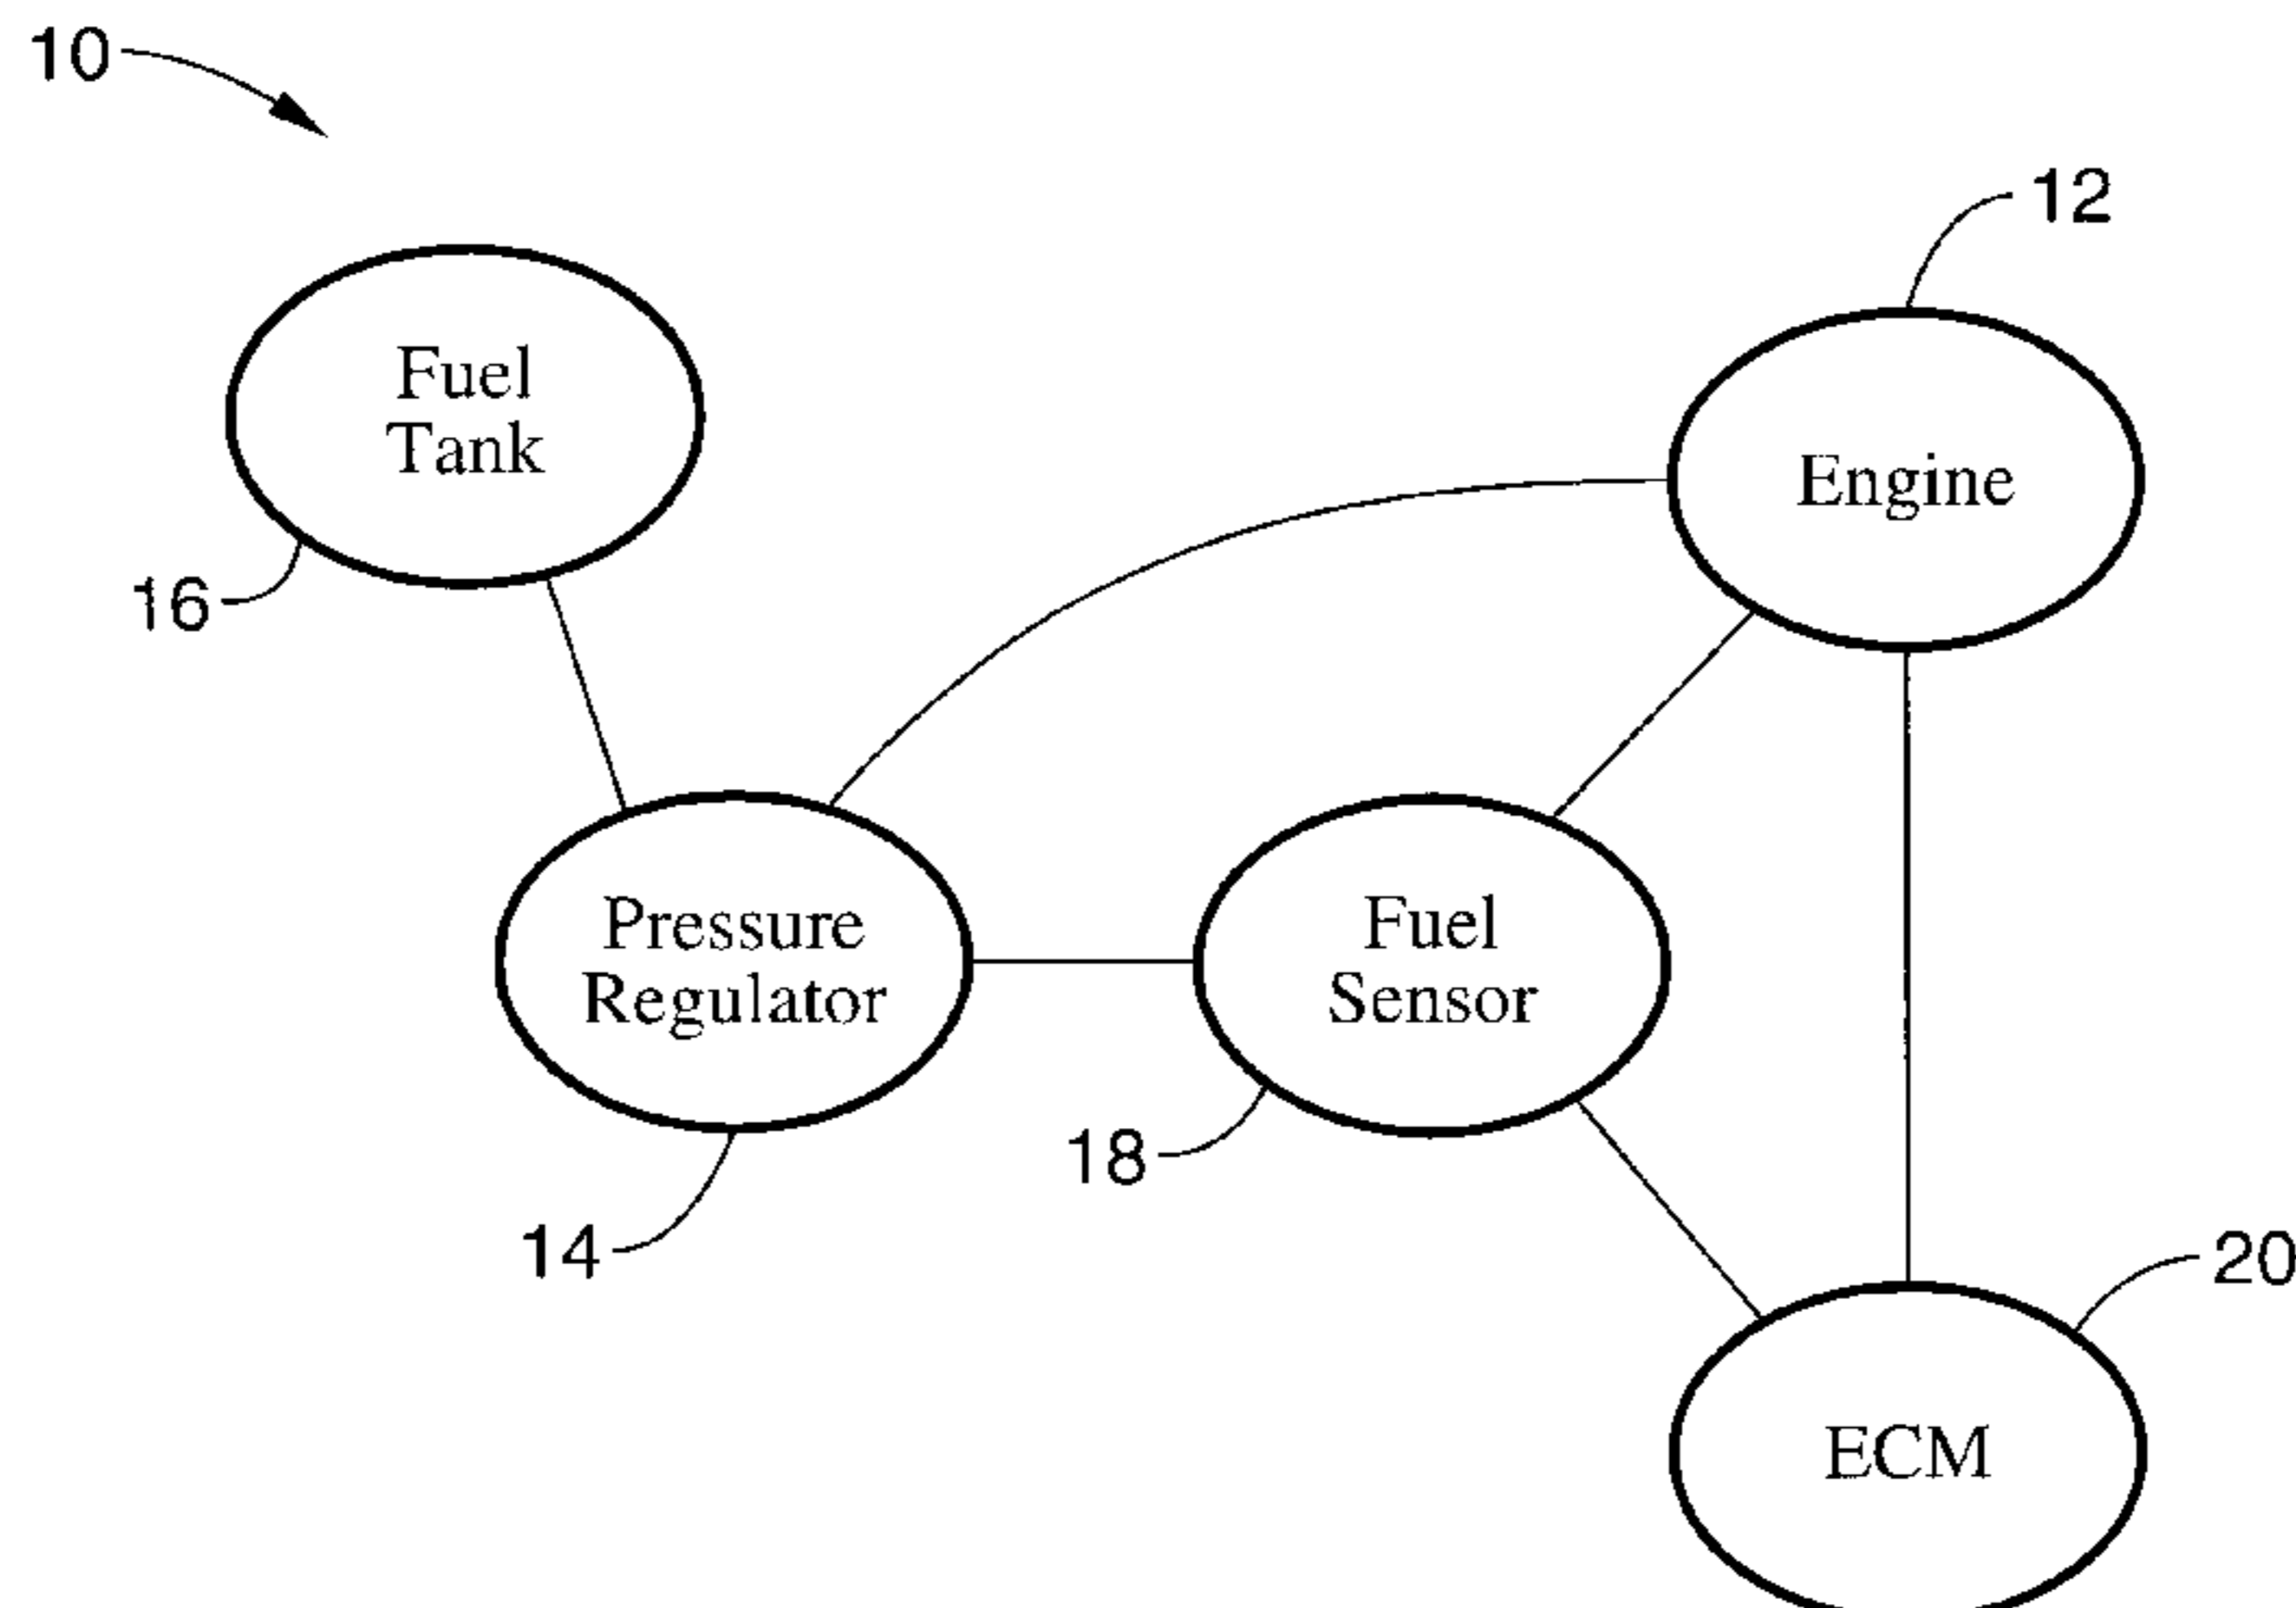 10
12
Fuel
Tank
Engine
16
Pressure
Regulator
Fuel
Sensor
18
14
20
ECM